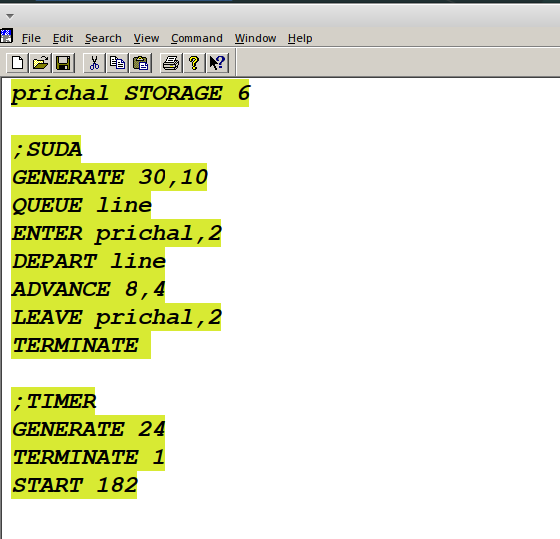 File Edit Search View Command Window Help
prichal STORAGE 6
;SUDA
GENERATE 30,10
QUEUE line
ENTER prichal,2
DEPART line
ADVANCE 8,4
LEAVE prichal,2
TERMINATE
;TIMER
GENERATE 24
TERMINATE 1
START 182